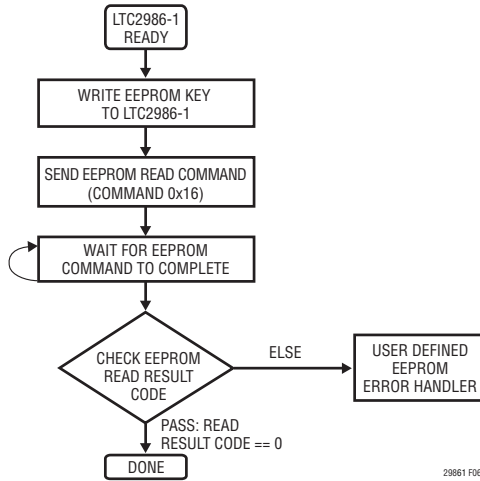 LTC2986-1
READY
WRITE EEPROM KEY
TO LTC2986-1
SEND EEPROM READ COMMAND
(COMMAND 0x16)
WAIT FOR EEPROM
COMMAND TO COMPLETE
CHECK EEPROM
READ RESULT
CODE
ELSE
USER DEFINED
EEPROM
ERROR HANDLER
PASS: READ
RESULT CODE == 0
DONE
29861 F06